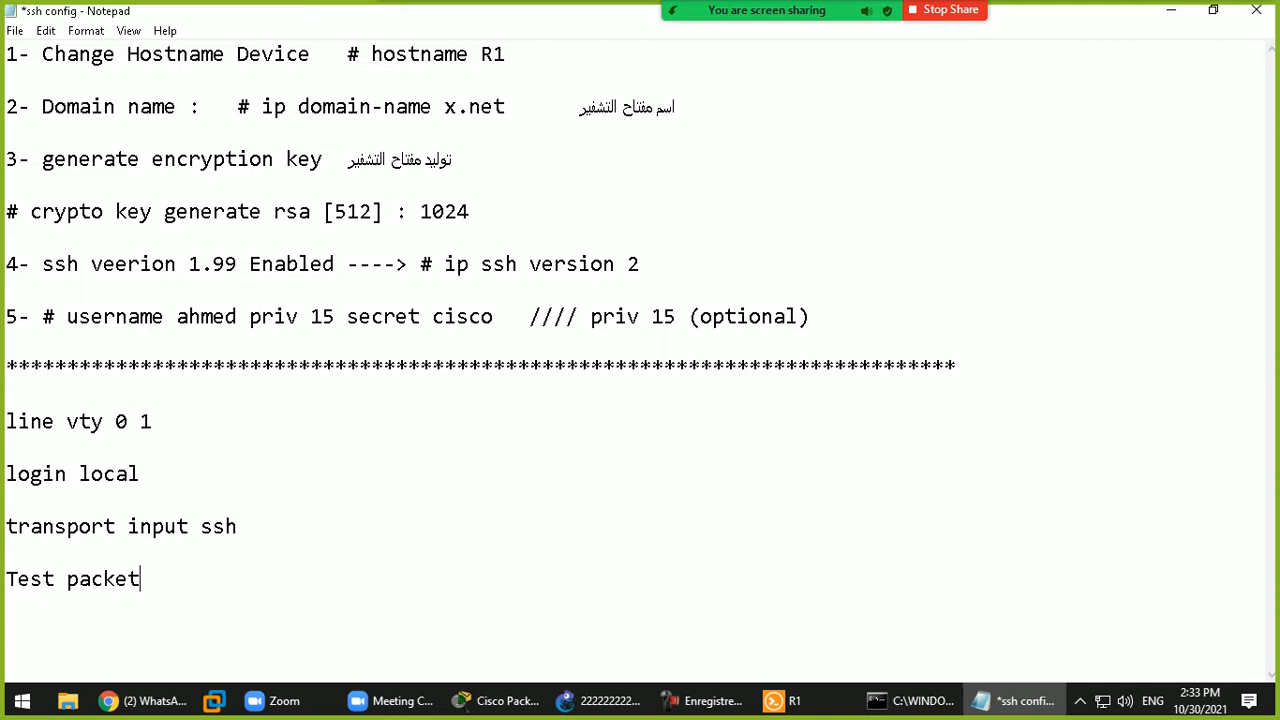 *ssh config - Notepad
You are screen sharing
Stop Share
File Edit Format View Help
1- Change Hostname Device # hostname R1
2- Domain name : # ip domain-name x.net اسم مفتاح التشفير
3- generate encryption key توليد مفتاح التشفير
# crypto key generate rsa [512] : 1024
4- ssh veerion 1.99 Enabled ----> # ip ssh version 2
5- # username ahmed priv 15 secret cisco //// priv 15 (optional)
******************************************************************************
line vty 0 1
login local
transport input ssh
Test packet
(2) WhatsA... Zoom Meeting C... Cisco Pack... 222222222... Enregistre... R1 C:\WINDO... *ssh confi... ENG 2:33 PM
10/30/2021